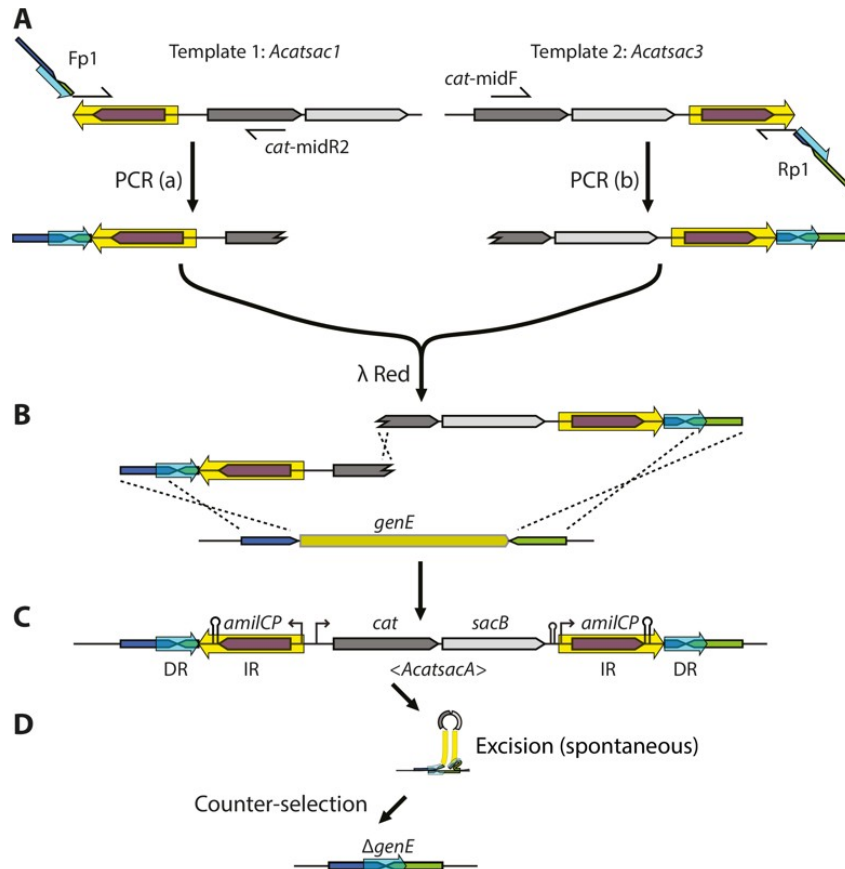 A
Fp1
Template 1: Acatsac1
Template 2: Acatsac3
cat-midF
cat-midR2
Rp1
PCR (a)
PCR (b)
λ Red
B
genE
C
amilCP
cat
sacB
amilCP
DR
IR
<AcatsacA>
IR
DR
D
Excision (spontaneous)
Counter-selection
ΔgenE